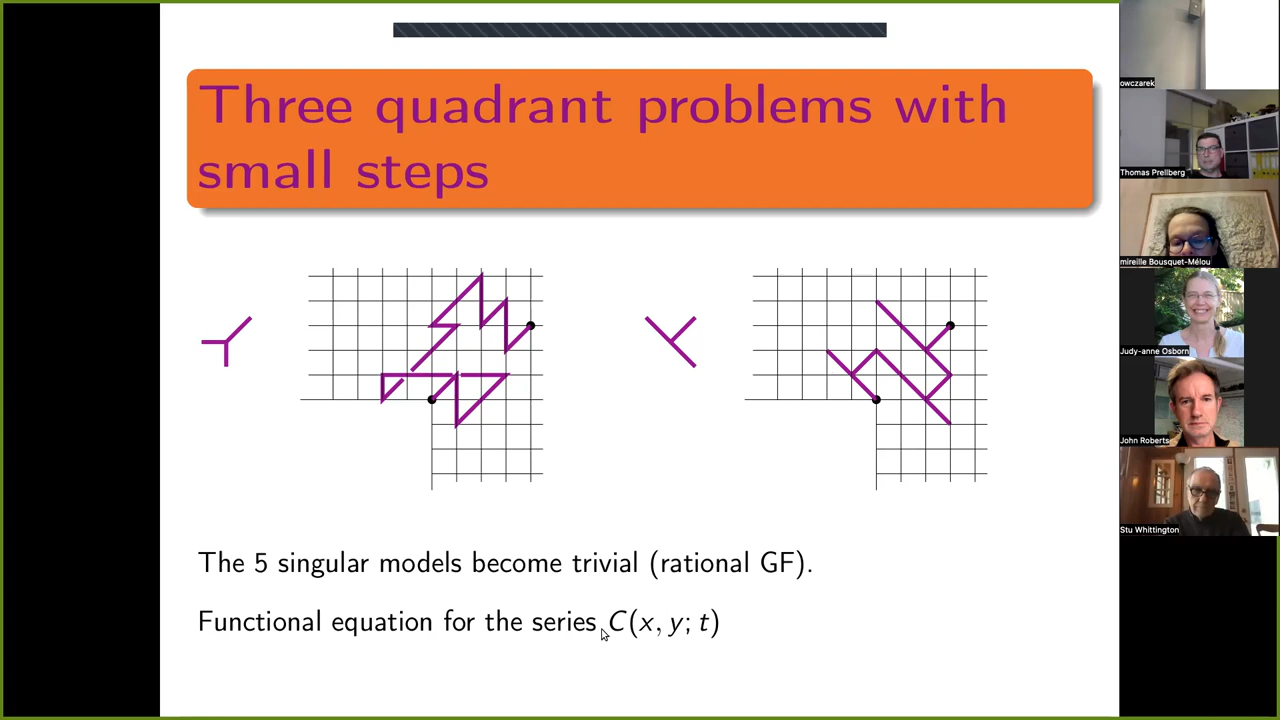 Three quadrant problems with
small steps
The 5 singular models become trivial (rational GF).
Functional equation for the series C(x, y; t)
owczarek
Thomas Prellberg
mireille Bousquet-Mélou
Judy-anne Osborn
John Roberts
Stu Whittington